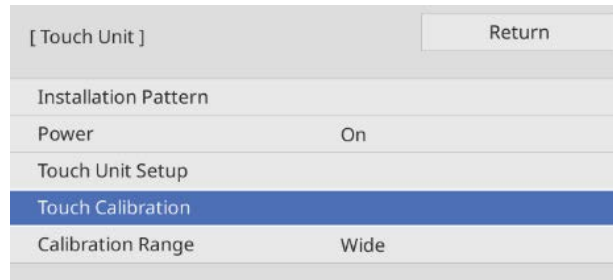 [ Touch Unit ] Return
Installation Pattern
Power On
Touch Unit Setup
Touch Calibration
Calibration Range Wide